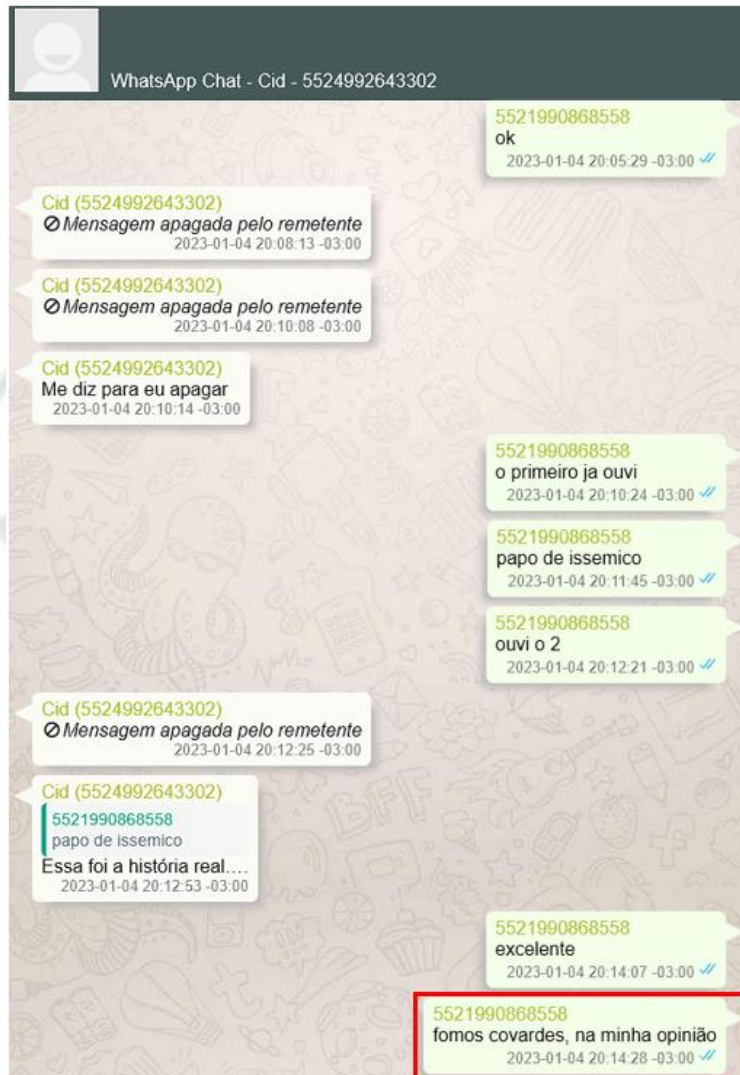 WhatsApp Chat - Cid - 5524992643302
5521990868558
ok
2023-01-04 20:05:29 -03:00
Cid (5524992643302)
Mensagem apagada pelo remetente
2023-01-04 20:08:13 -03:00
Cid (5524992643302)
Mensagem apagada pelo remetente
2023-01-04 20:10:08 -03:00
Cid (5524992643302)
Me diz para eu apagar
2023-01-04 20:10:14 -03:00
5521990868558
o primeiro ja ouvi
2023-01-04 20:10:24 -03:00
5521990868558
papo de issemico
2023-01-04 20:11:45 -03:00
5521990868558
ouvi o 2
2023-01-04 20:12:21 -03:00
Cid (5524992643302)
Mensagem apagada pelo remetente
2023-01-04 20:12:25 -03:00
Cid (5524992643302)
5521990868558
papo de issemico
Essa foi a história real....
2023-01-04 20:12:53 -03:00
5521990868558
excelente
2023-01-04 20:14:07 -03:00
5521990868558
fomos covardes, na minha opinião
2023-01-04 20:14:28 -03:00
BFF